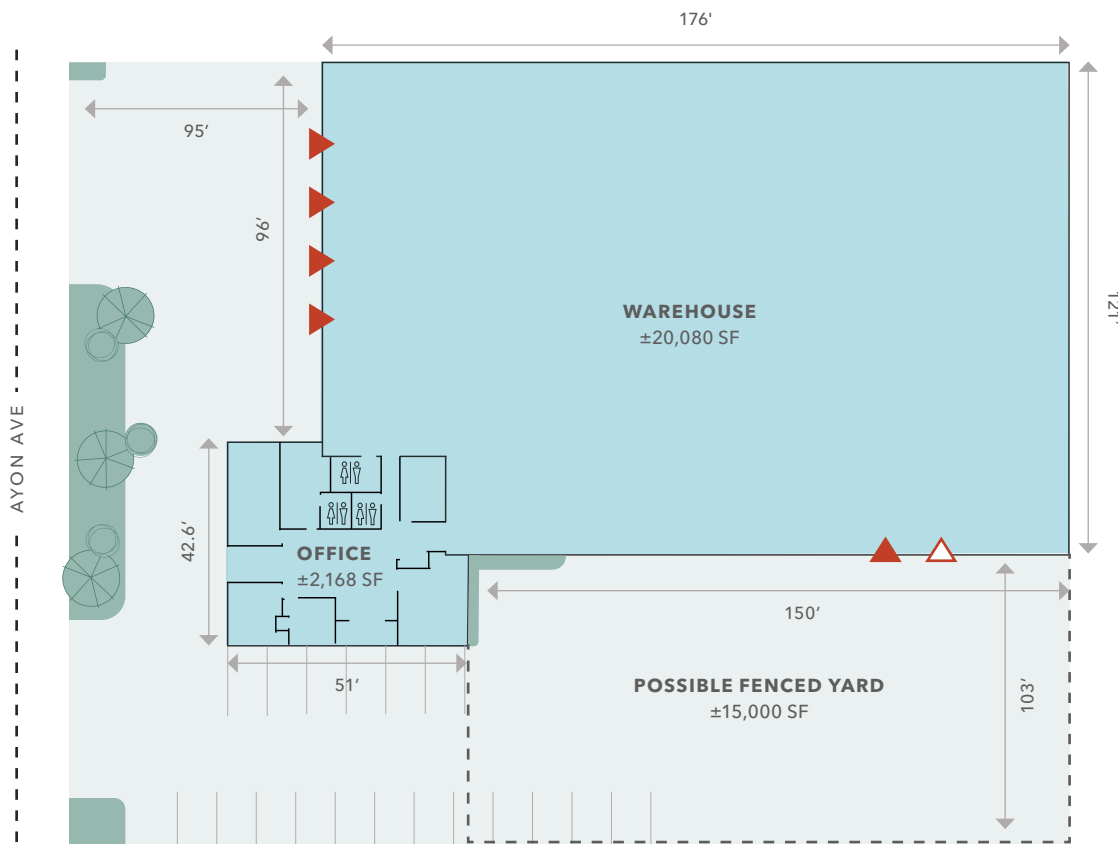 176'
95'
96'
121'
WAREHOUSE
±20,080 SF
AYON AVE
42.6'
OFFICE
±2,168 SF
150'
51'
POSSIBLE FENCED YARD
±15,000 SF
103'